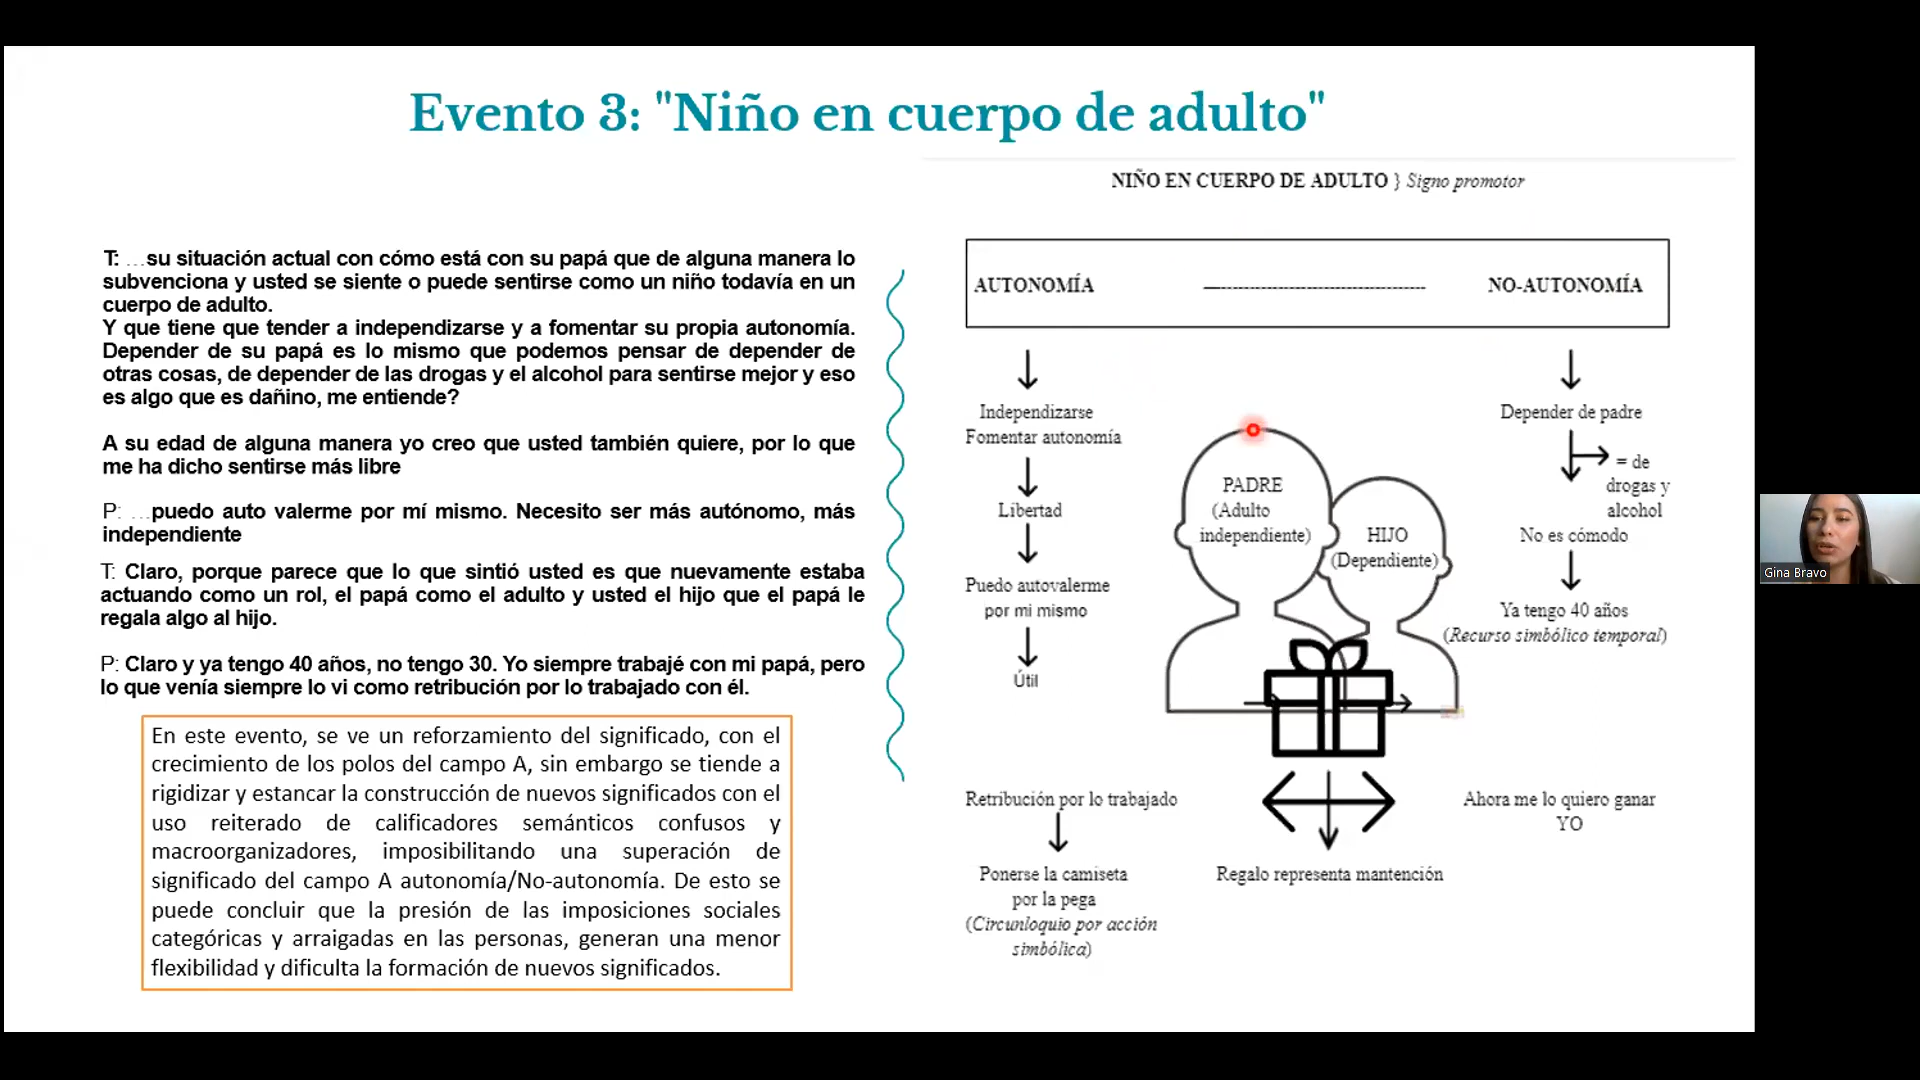 Evento 3: "Niño en cuerpo de adulto"
T: ...su situación actual con cómo está con su papá que de alguna manera lo
subvenciona y usted se siente o puede sentirse como un niño todavía en un
cuerpo de adulto.
Y que tiene que tender a independizarse y a fomentar su propia autonomía.
Depender de su papá es lo mismo que podemos pensar de depender de
otras cosas, de depender de las drogas y el alcohol para sentirse mejor y eso
es algo que es dañino, me entiende?
A su edad de alguna manera yo creo que usted también quiere, por lo que
me ha dicho sentirse más libre
P: ...puedo auto valerme por mí mismo. Necesito ser más autónomo, más
independiente
T: Claro, porque parece que lo que sintió usted es que nuevamente estaba
actuando como un rol, el papá como el adulto y usted el hijo que el papá le
regala algo al hijo.
P: Claro y ya tengo 40 años, no tengo 30. Yo siempre trabajé con mi papá, pero
lo que venía siempre lo vi como retribución por lo trabajado con él.
En este evento, se ve un reforzamiento del significado, con el
crecimiento de los polos del campo A, sin embargo se tiende a
rigidizar y estancar la construcción de nuevos significados con el
uso reiterado de calificadores semánticos confusos y
macroorganizadores, imposibilitando una superación de
significado del campo A autonomía/No-autonomía. De esto se
puede concluir que la presión de las imposiciones sociales
categóricas y arraigadas en las personas, generan una menor
flexibilidad y dificulta la formación de nuevos significados.
NIÑO EN CUERPO DE ADULTO } Signo promotor
AUTONOMÍA
NO-AUTONOMÍA
Independizarse
Fomentar autonomía
Libertad
Puedo autovalerme
por mi mismo
Útil
PADRE
(Adulto
independiente)
HIJO
(Dependiente)
Depender de padre
= de
drogas y
alcohol
No es cómodo
Ya tengo 40 años
(Recurso simbólico temporal)
Retribución por lo trabajado
Ponerse la camiseta
por la pega
(Circunloquio por acción
simbólica)
Regalo representa mantención
Ahora me lo quiero ganar
YO
Gina Bravo